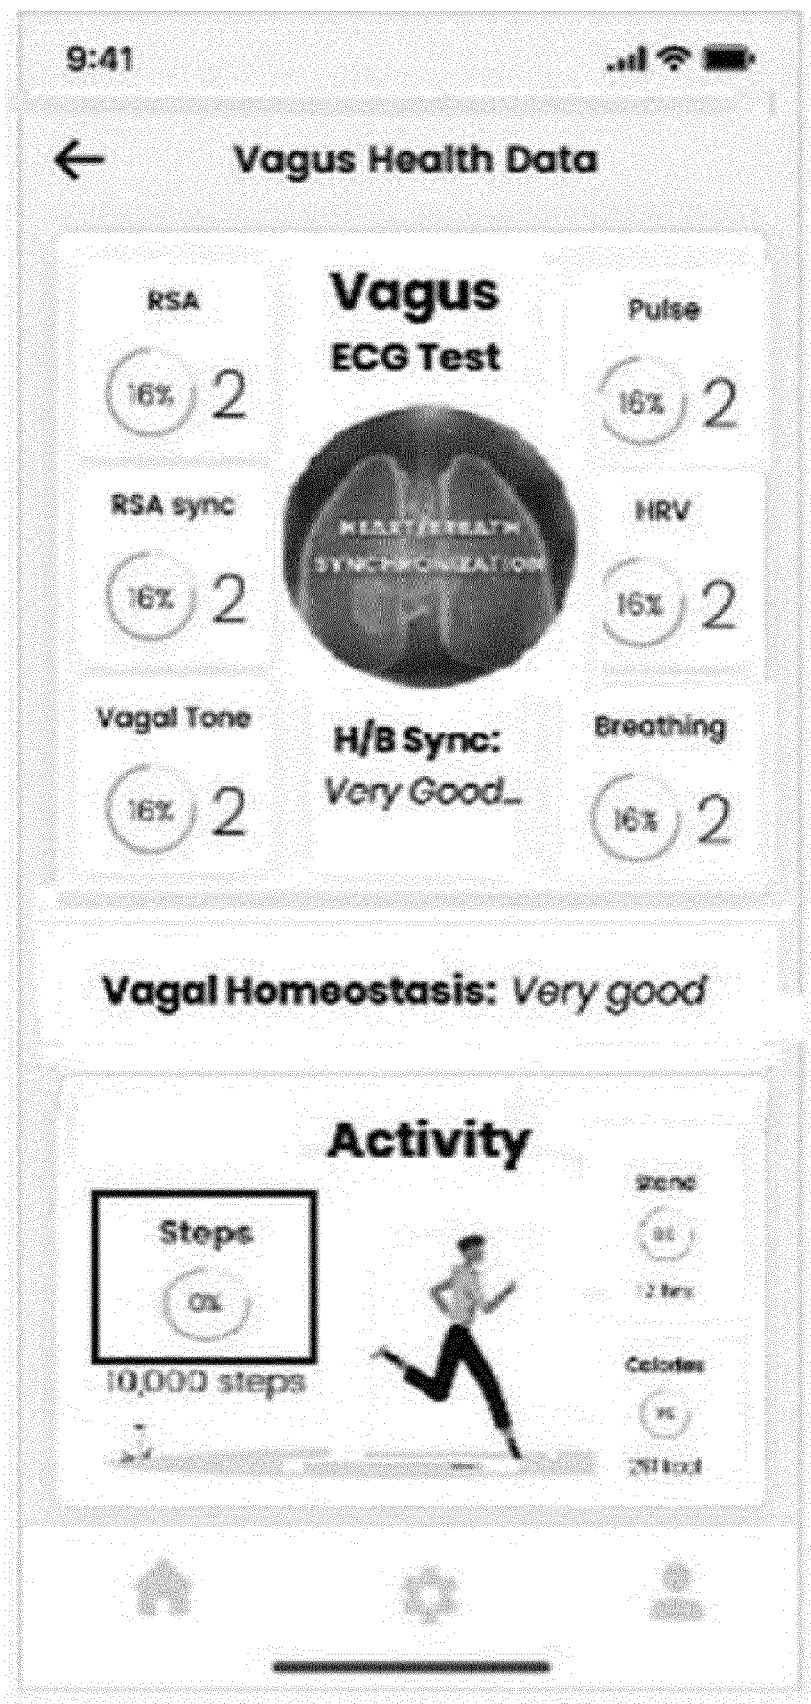 9:41
Vagus Health Data
RSA
16% 2
RSA sync
16% 2
Vagal Tone
16% 2
Vagus
ECG Test
HEART/BREATH
SYNCHRONIZATION
H/B Sync:
Very Good...
Pulse
16% 2
HRV
16% 2
Breathing
16% 2
Vagal Homeostasis: Very good
Activity
Steps
0%
10,000 steps
Calories